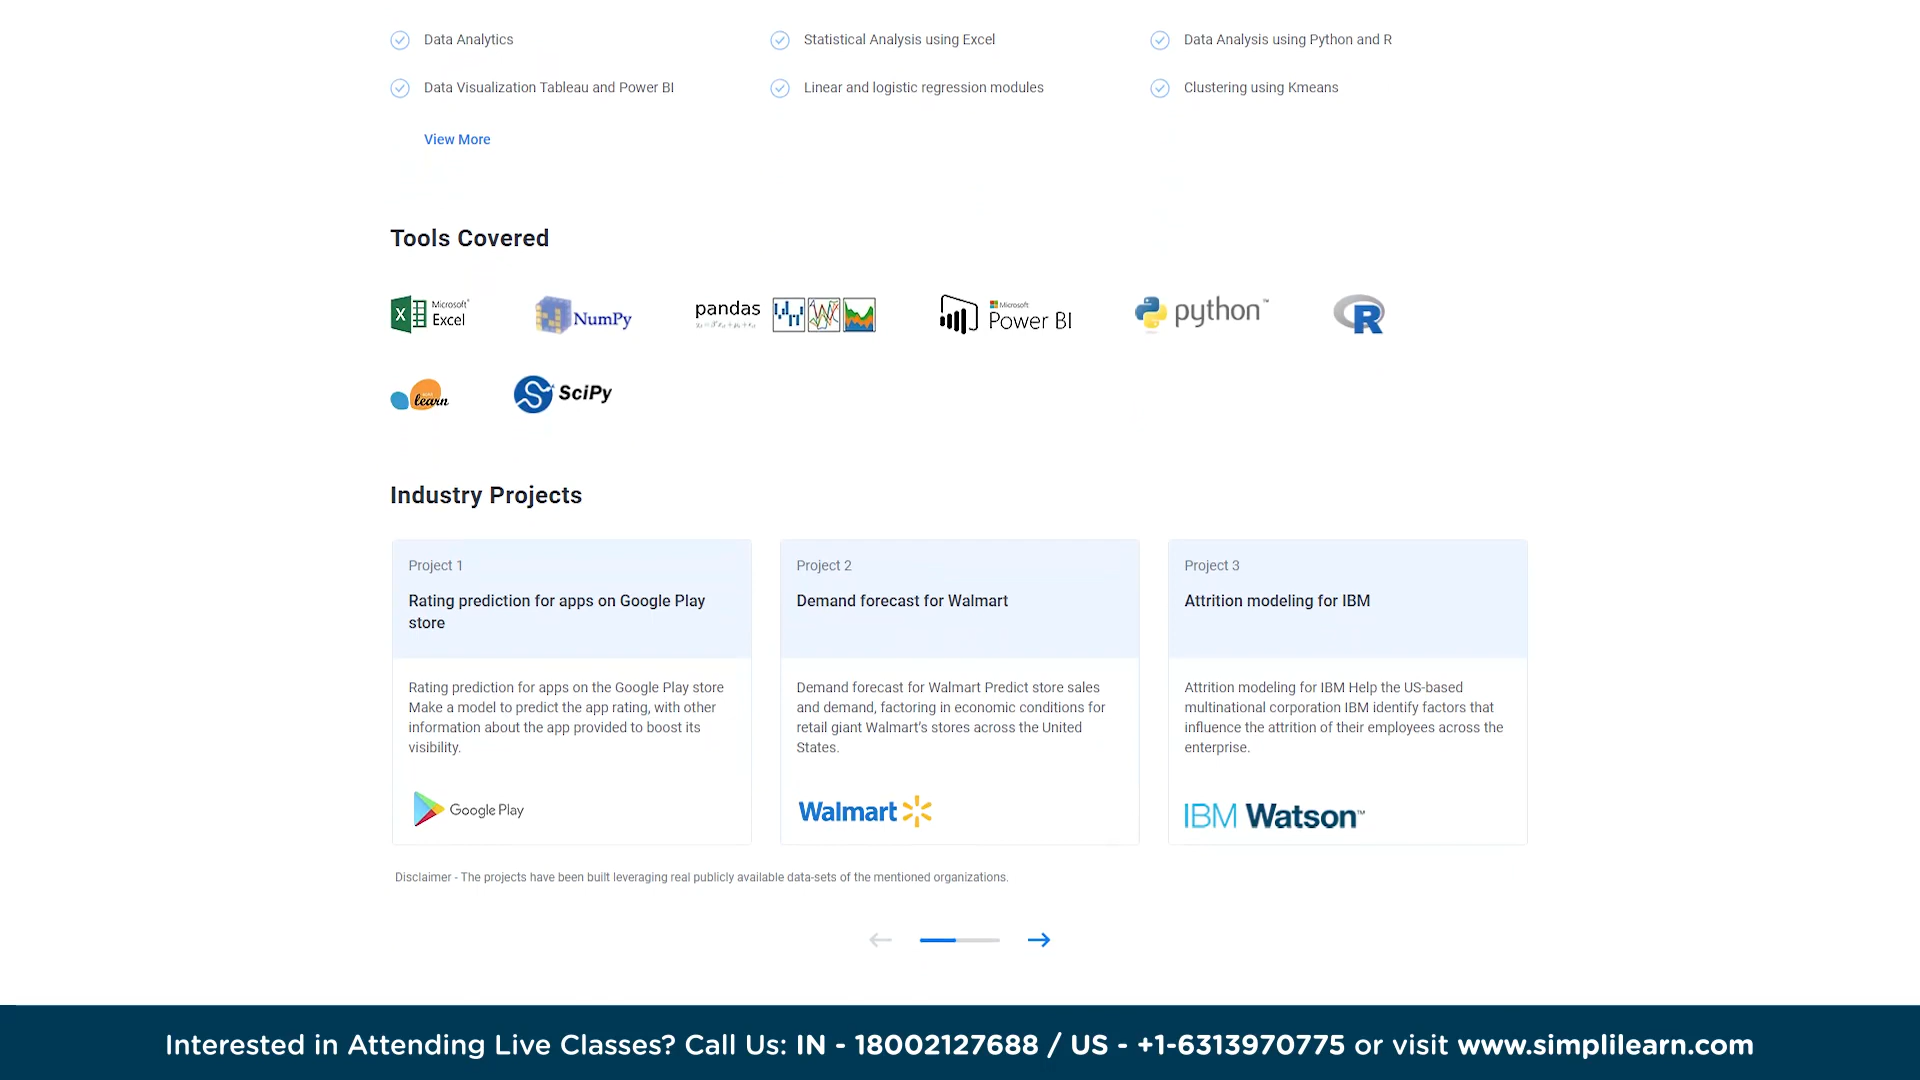 Data Analytics
Statistical Analysis using Excel
Data Analysis using Python and R
Data Visualization Tableau and Power BI
Linear and logistic regression modules
Clustering using Kmeans
View More
Tools Covered
Microsoft
Excel
NumPy
pandas
Microsoft
Power BI
python™
R
learn
SciPy
Industry Projects
Project 1
Rating prediction for apps on Google Play
store
Rating prediction for apps on the Google Play store
Make a model to predict the app rating, with other
information about the app provided to boost its
visibility.
Google Play
Project 2
Demand forecast for Walmart
Demand forecast for Walmart Predict store sales
and demand, factoring in economic conditions for
retail giant Walmart's stores across the United
States.
Walmart
Project 3
Attrition modeling for IBM
Attrition modeling for IBM Help the US-based
multinational corporation IBM identify factors that
influence the attrition of their employees across the
enterprise.
IBM Watson™
Disclaimer - The projects have been built leveraging real publicly available data-sets of the mentioned organizations.
Interested in Attending Live Classes? Call Us: IN - 18002127688 / US - +1-6313970775 or visit www.simplilearn.com